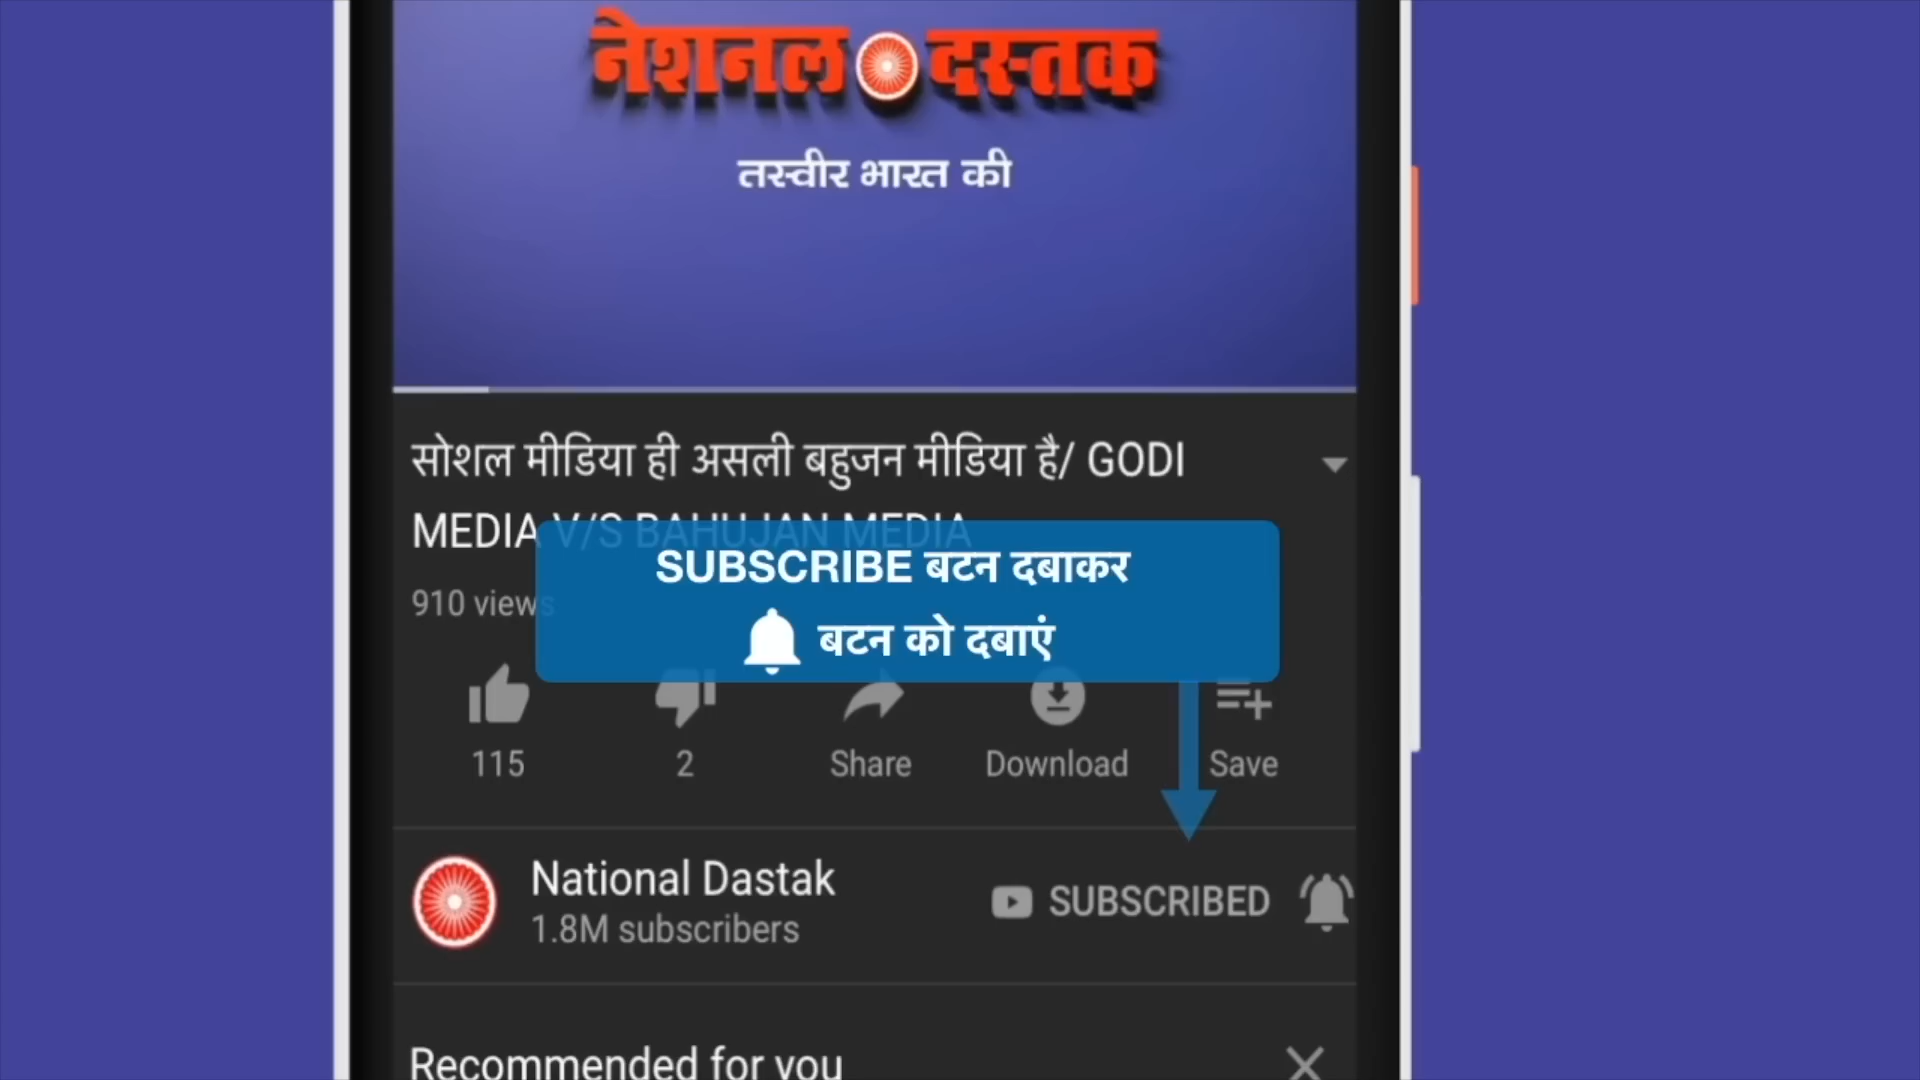 नेशनल दस्तक
तस्वीर भारत की
सोशल मीडिया ही असली बहुजन मीडिया है/ GODI
MEDIA V/S BAHUJAN MEDIA
910 views
SUBSCRIBE बटन दबाकर
बटन को दबाएं
115
2
Share
Download
Save
National Dastak
1.8M subscribers
SUBSCRIBED
Recommended for you